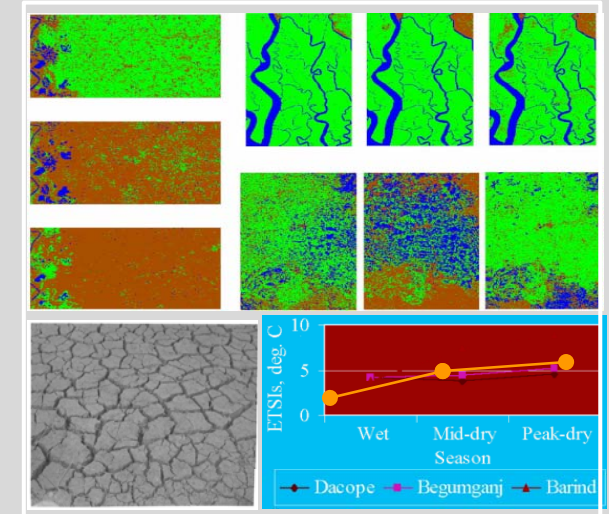 10
5
0
ETSIs, deg. C
Wet Mid-dry Peak-dry
Season
Dacope Begumganj Barind